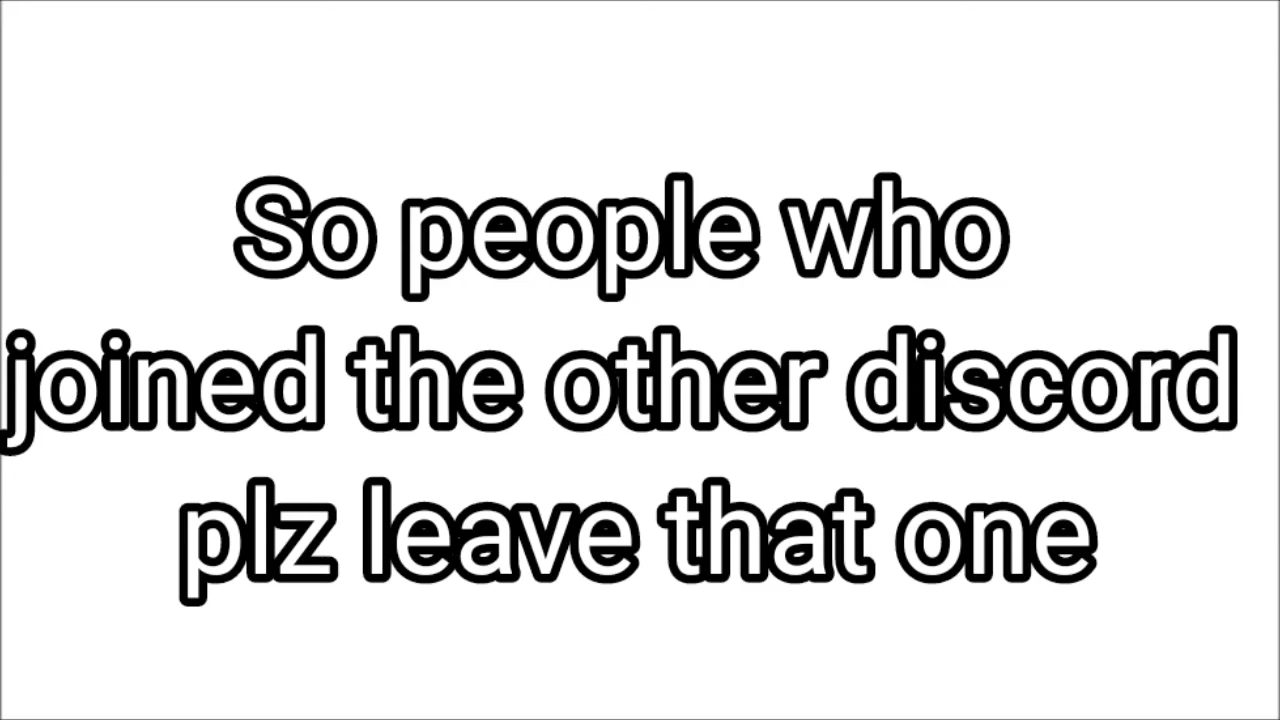 So people who
joined the other discord
plz leave that one